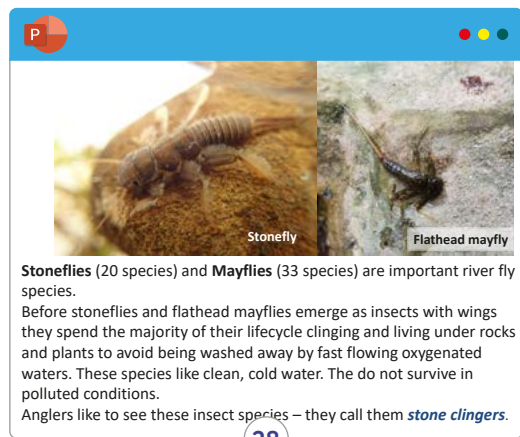 P
Stonefly
Flathead mayfly
Stoneflies (20 species) and Mayflies (33 species) are important river fly
species.
Before stoneflies and flathead mayflies emerge as insects with wings
they spend the majority of their lifecycle clinging and living under rocks
and plants to avoid being washed away by fast flowing oxygenated
waters. These species like clean, cold water. The do not survive in
polluted conditions.
Anglers like to see these insect species – they call them stone clingers.
28